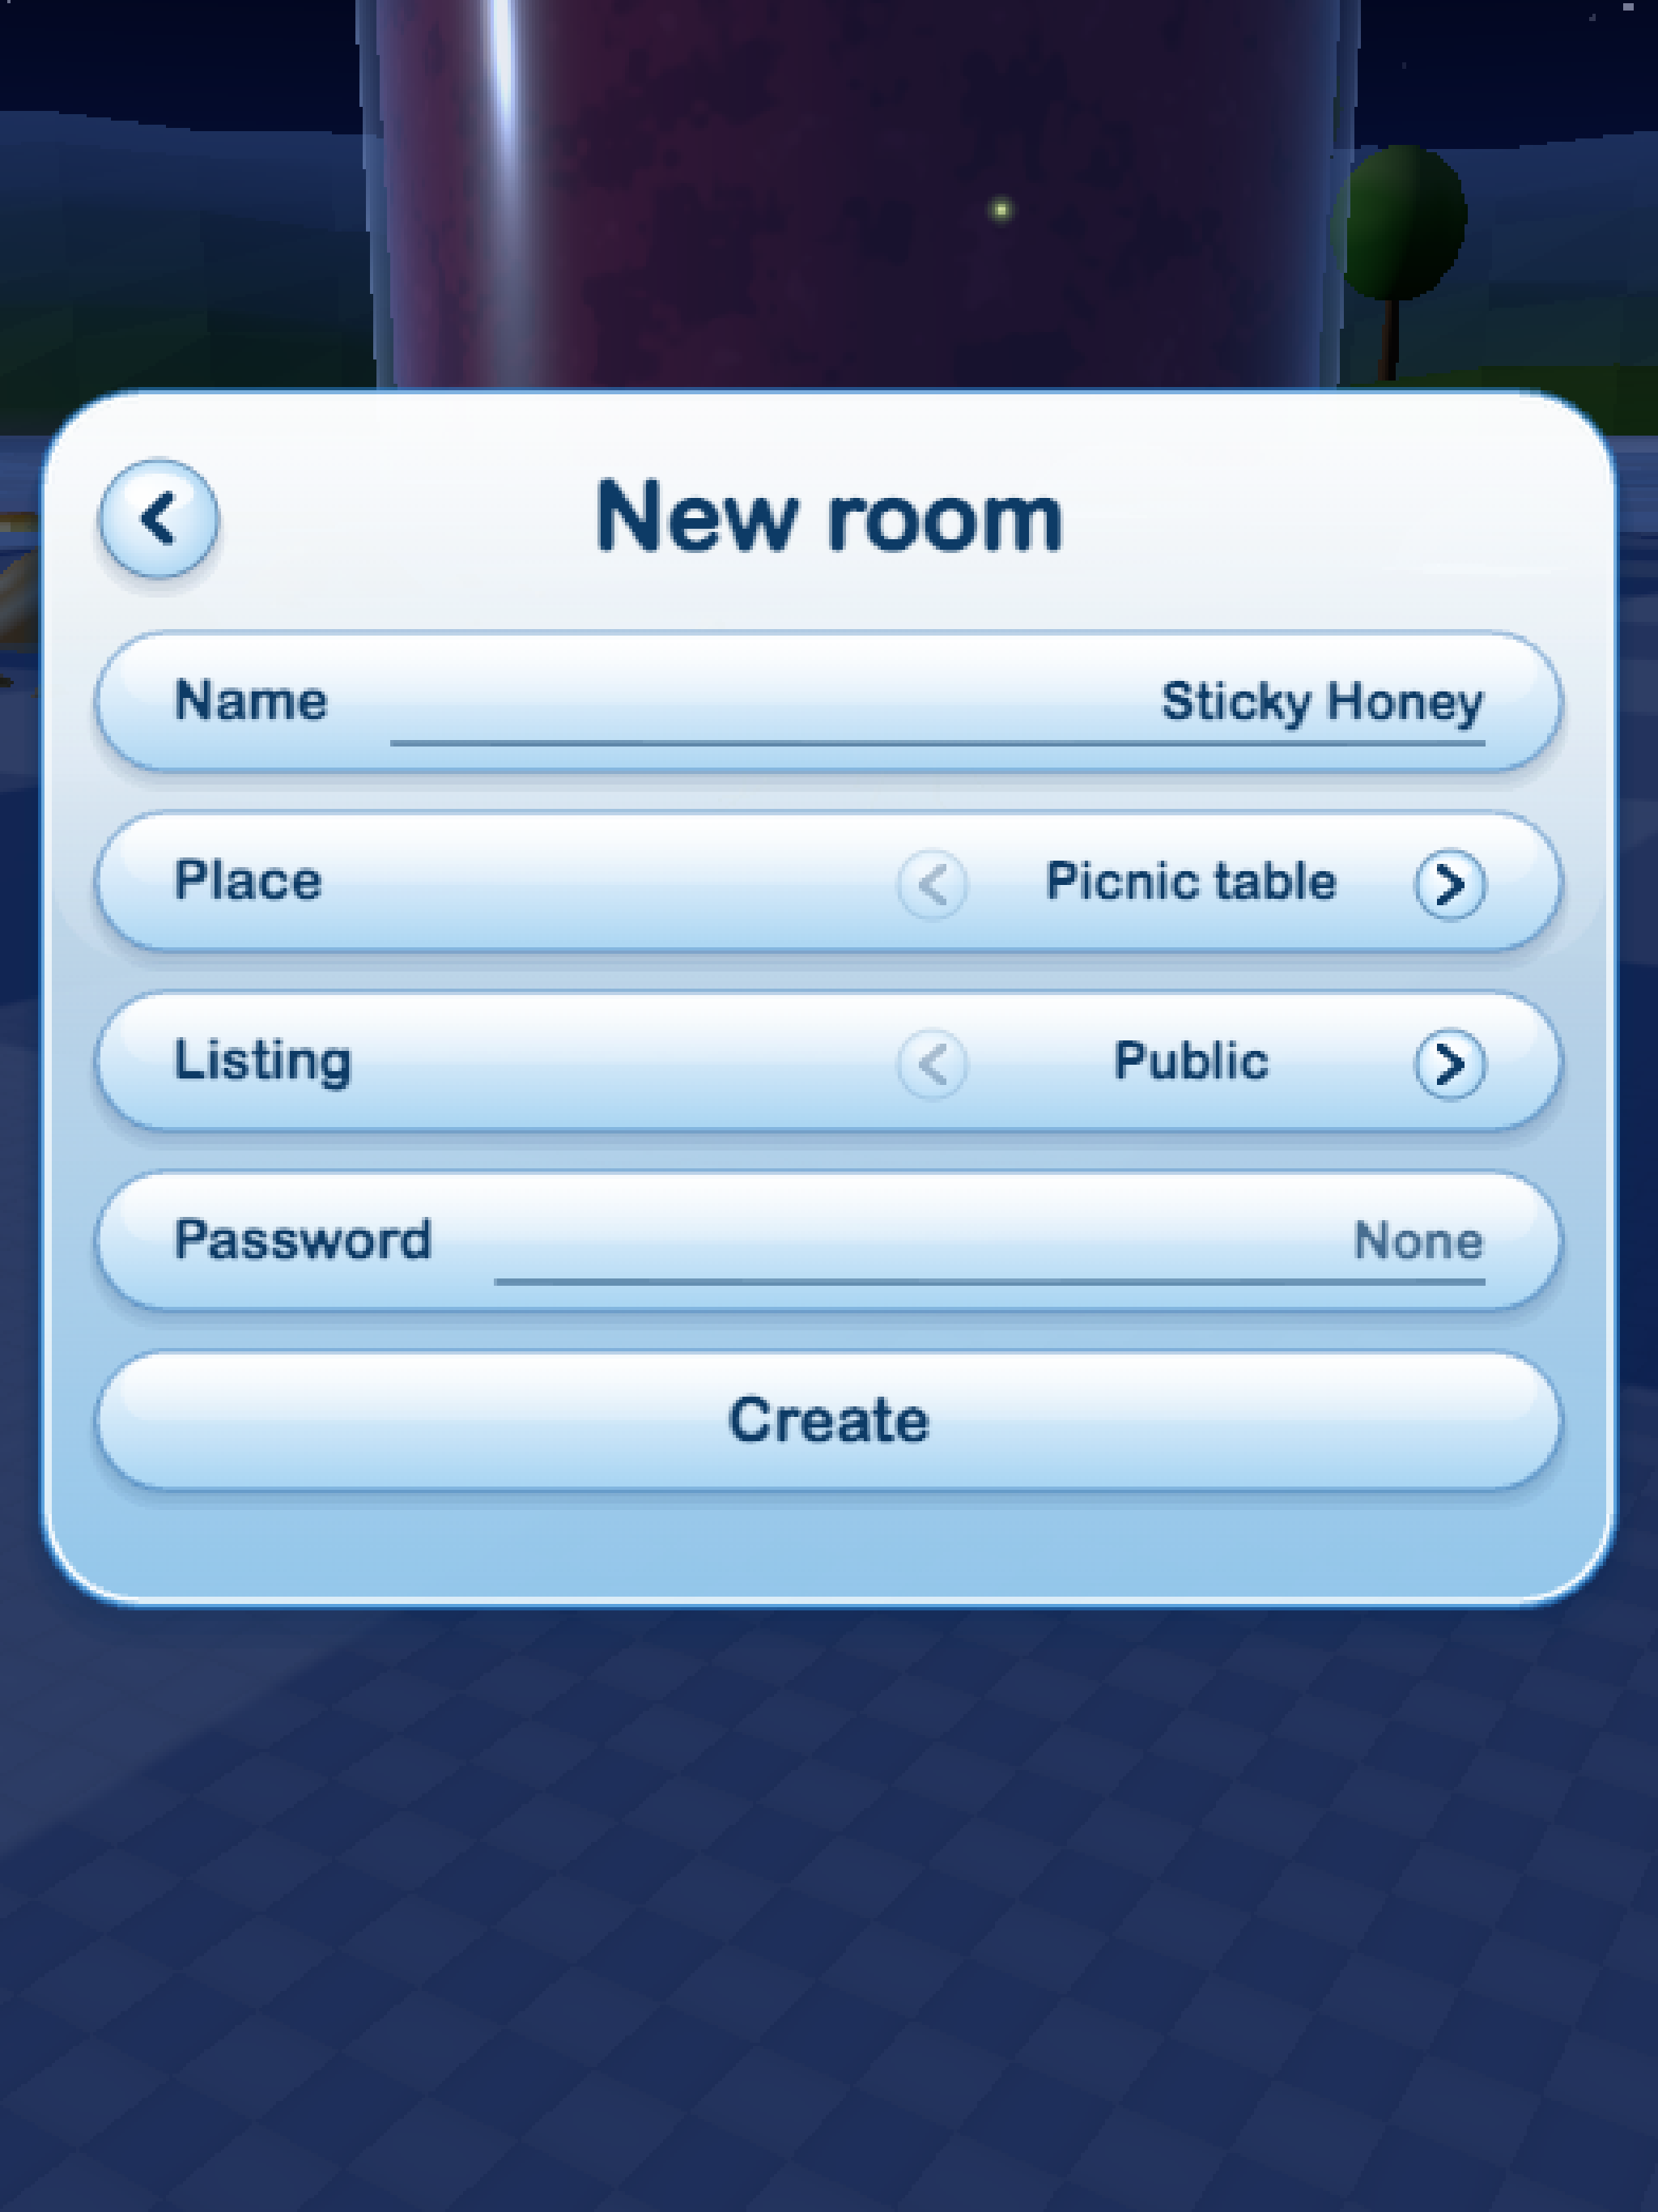 New room
Name Sticky Honey
Place Picnic table
Listing Public
Password None
Create